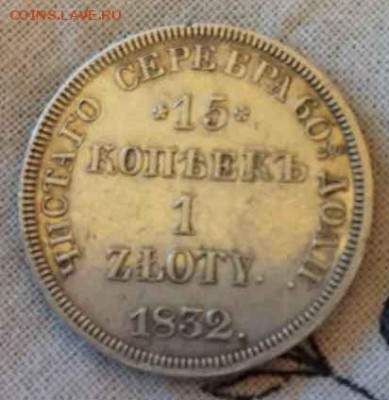 COINS.LAVE.RU
ЧИСТАГО СЕРЕБРА 60 ДОЛИ.
*15*
КОПѢЕКЪ
1
ZŁOTY.
1832.